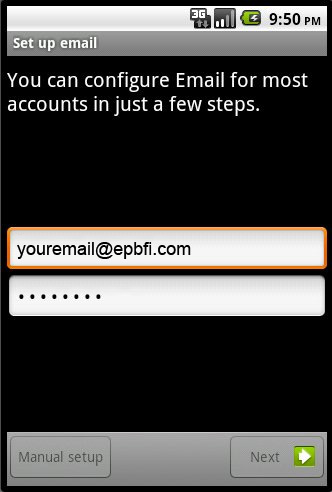 3G
9:50 PM
Set up email
You can configure Email for most
accounts in just a few steps.
youremail@epbfi.com
••••••••
Manual setup
Next